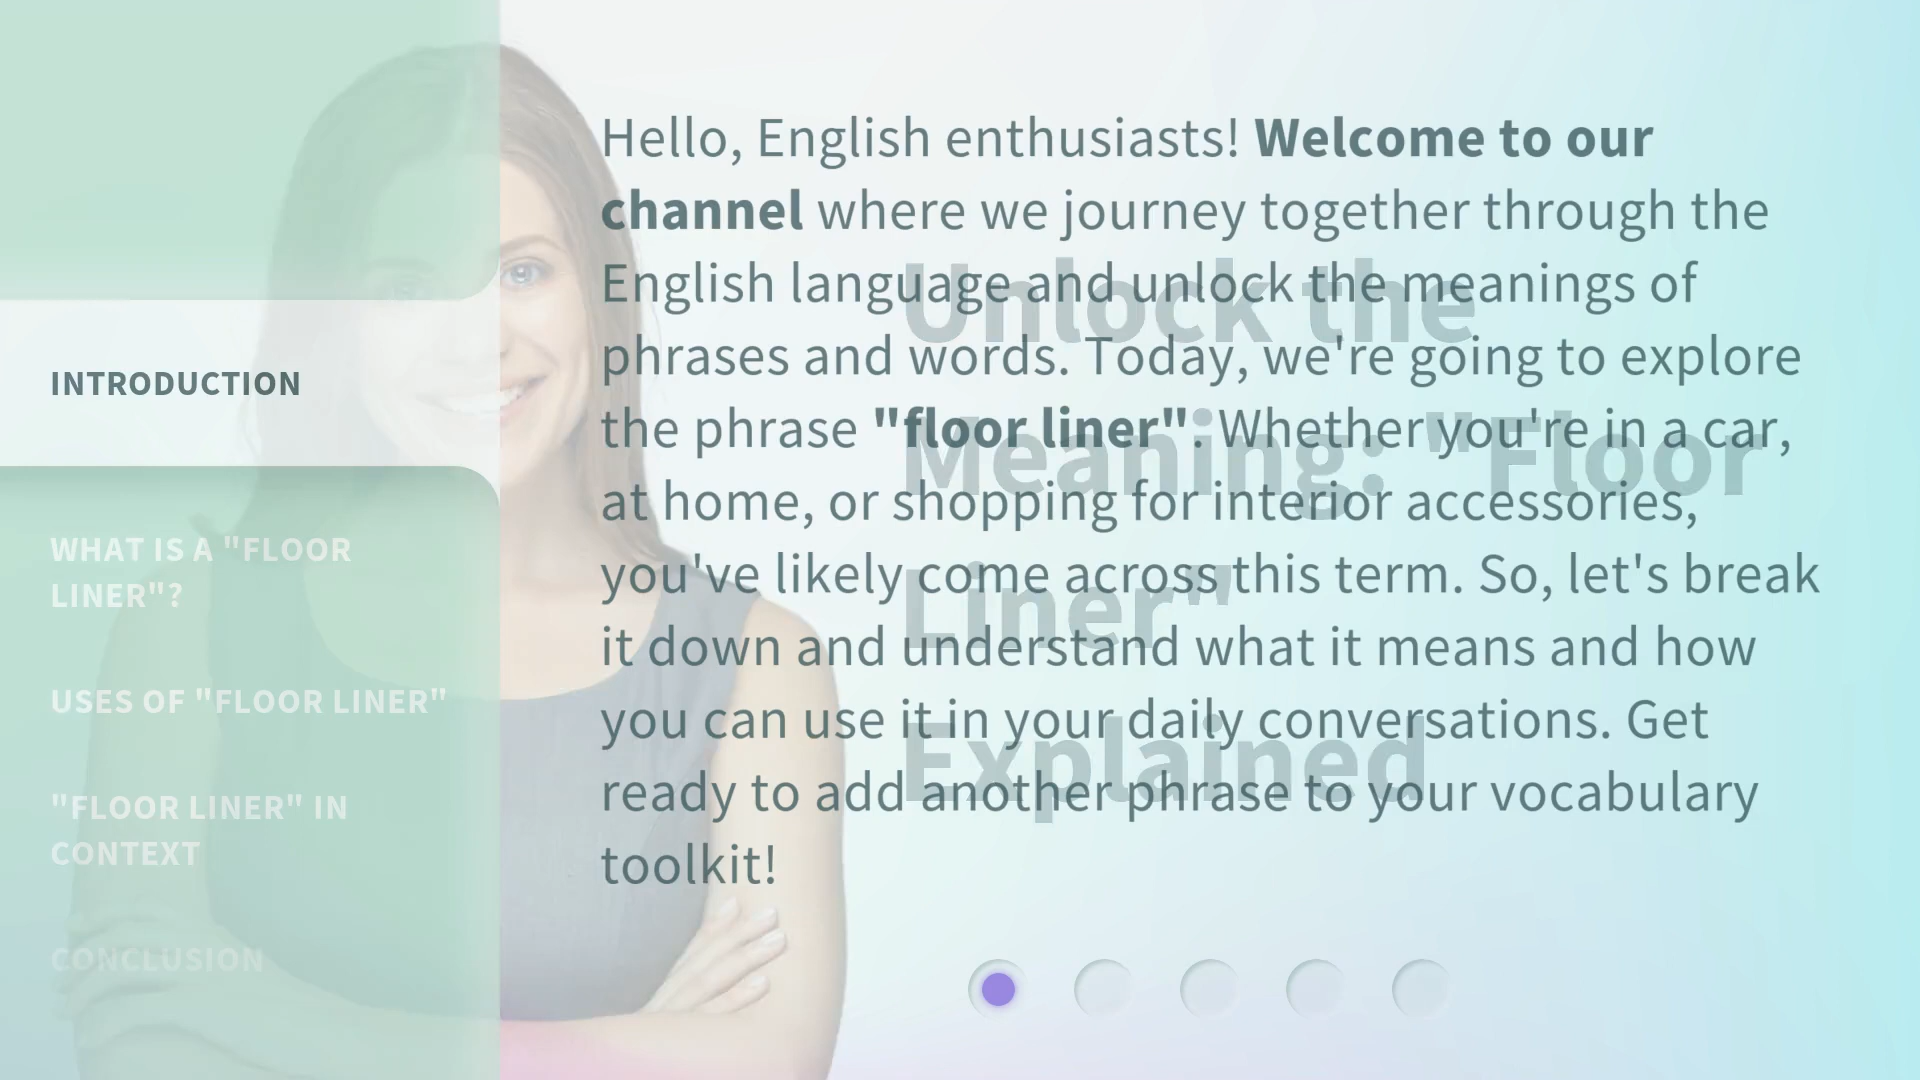 INTRODUCTION
WHAT IS A "FLOOR
LINER"?
USES OF "FLOOR LINER"
"FLOOR LINER" IN
CONTEXT
CONCLUSION
Hello, English enthusiasts! Welcome to our
channel where we journey together through the
English language and unlock the meanings of
phrases and words. Today, we're going to explore
the phrase "floor liner". Whether you're in a car,
at home, or shopping for interior accessories,
you've likely come across this term. So, let's break
it down and understand what it means and how
you can use it in your daily conversations. Get
ready to add another phrase to your vocabulary
toolkit!
Unlock the
Meaning: "Floor
Liner"
Explained